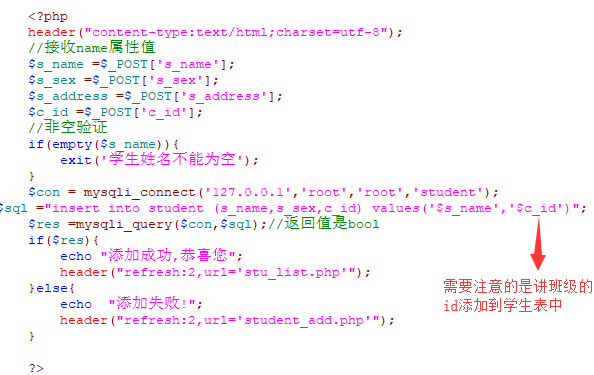 <?php
header("content-type:text/html;charset=utf-8");
//接收name属性值
$s_name =$_POST['s_name'];
$s_sex =$_POST['s_sex'];
$s_address =$_POST['s_address'];
$c_id =$_POST['c_id'];
//非空验证
if(empty($s_name)){
exit('学生姓名不能为空');
}
$con = mysqli_connect('127.0.0.1','root','root','student');
$sql ="insert into student (s_name,s_sex,c_id) values('$s_name','$c_id')";
$res =mysqli_query($con,$sql);//返回值是bool
if($res){
echo "添加成功,恭喜您";
header("refresh:2,url='stu_list.php'");
}else{
echo  "添加失败!";
header("refresh:2,url='student_add.php'");
}
?>
需要注意的是讲班级的
id添加到学生表中